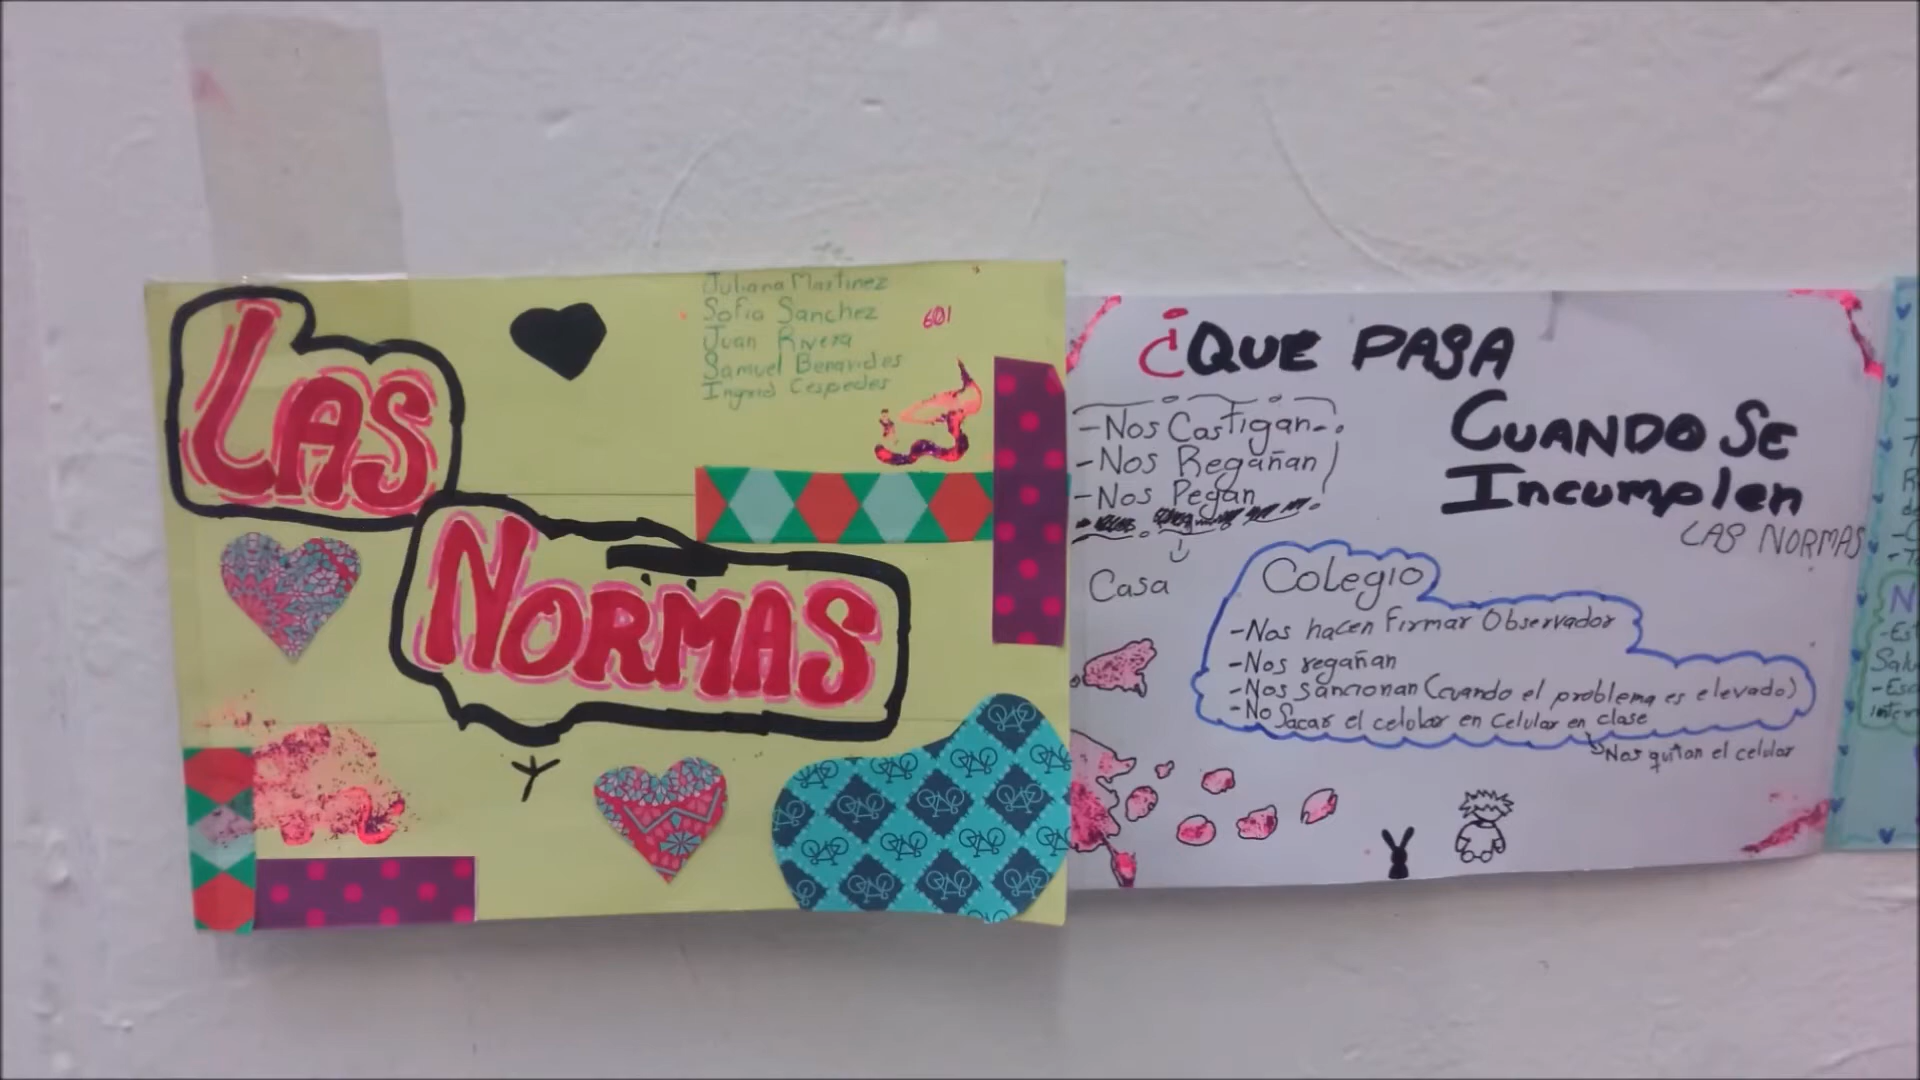 LAS
NORMAS
Juliana Martinez
Sofia Sanchez
Juan Rivera
Samuel Benavides
Ingrid Cespedes
601
¿QUE PASA
CUANDO SE
Incumplen
LAS NORMAS
-Nos Castigan-.
-Nos Regañan
-Nos Pegan
Casa
Colegio
-Nos hacen Firmar Observador
-Nos regañan
-Nos sancionan (cuando el problema es elevado)
-No Sacar el celular en Celular en clase
Nos quitan el celular